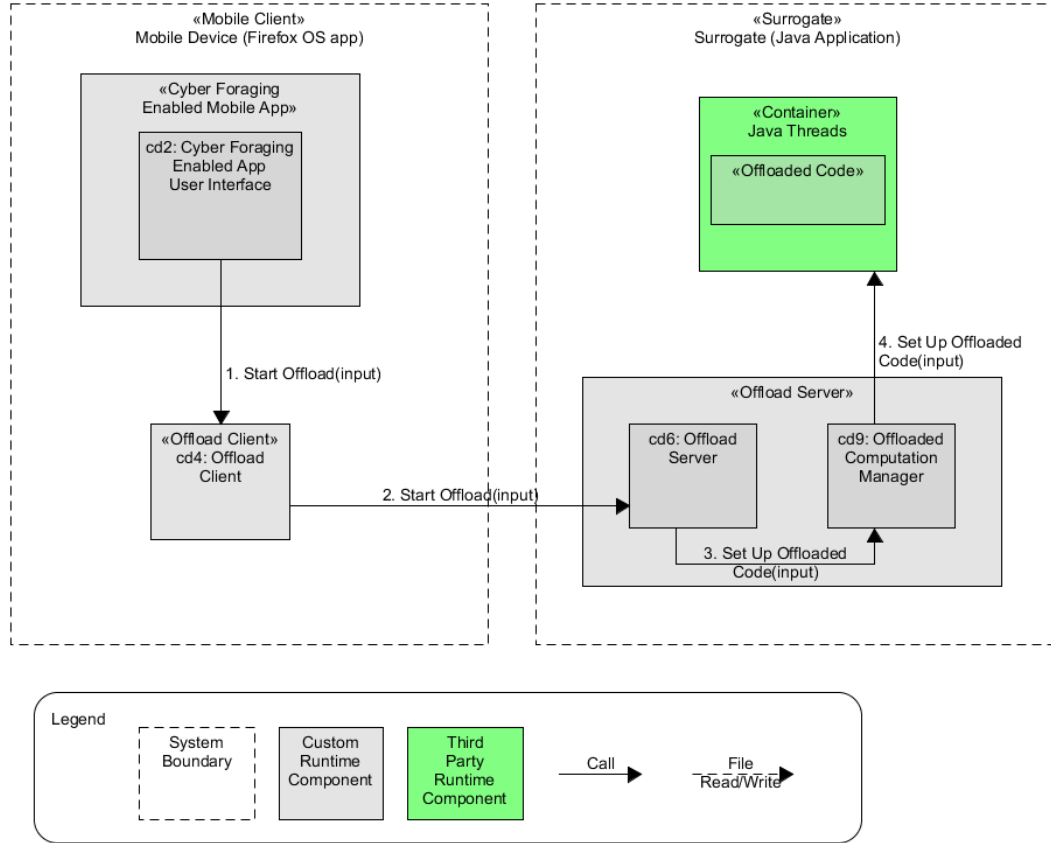 «Mobile Client»
Mobile Device (Firefox OS app)
«Cyber Foraging
Enabled Mobile App»
cd2: Cyber Foraging
Enabled App
User Interface
1. Start Offload(input)
«Offload Client»
cd4: Offload
Client
2. Start Offload(input)
«Surrogate»
Surrogate (Java Application)
«Container»
Java Threads
«Offloaded Code»
4. Set Up Offloaded
Code(input)
«Offload Server»
cd6: Offload
Server
cd9: Offloaded
Computation
Manager
3. Set Up Offloaded
Code(input)
Legend
System
Boundary
Custom
Runtime
Component
Third
Party
Runtime
Component
Call
File
Read/Write